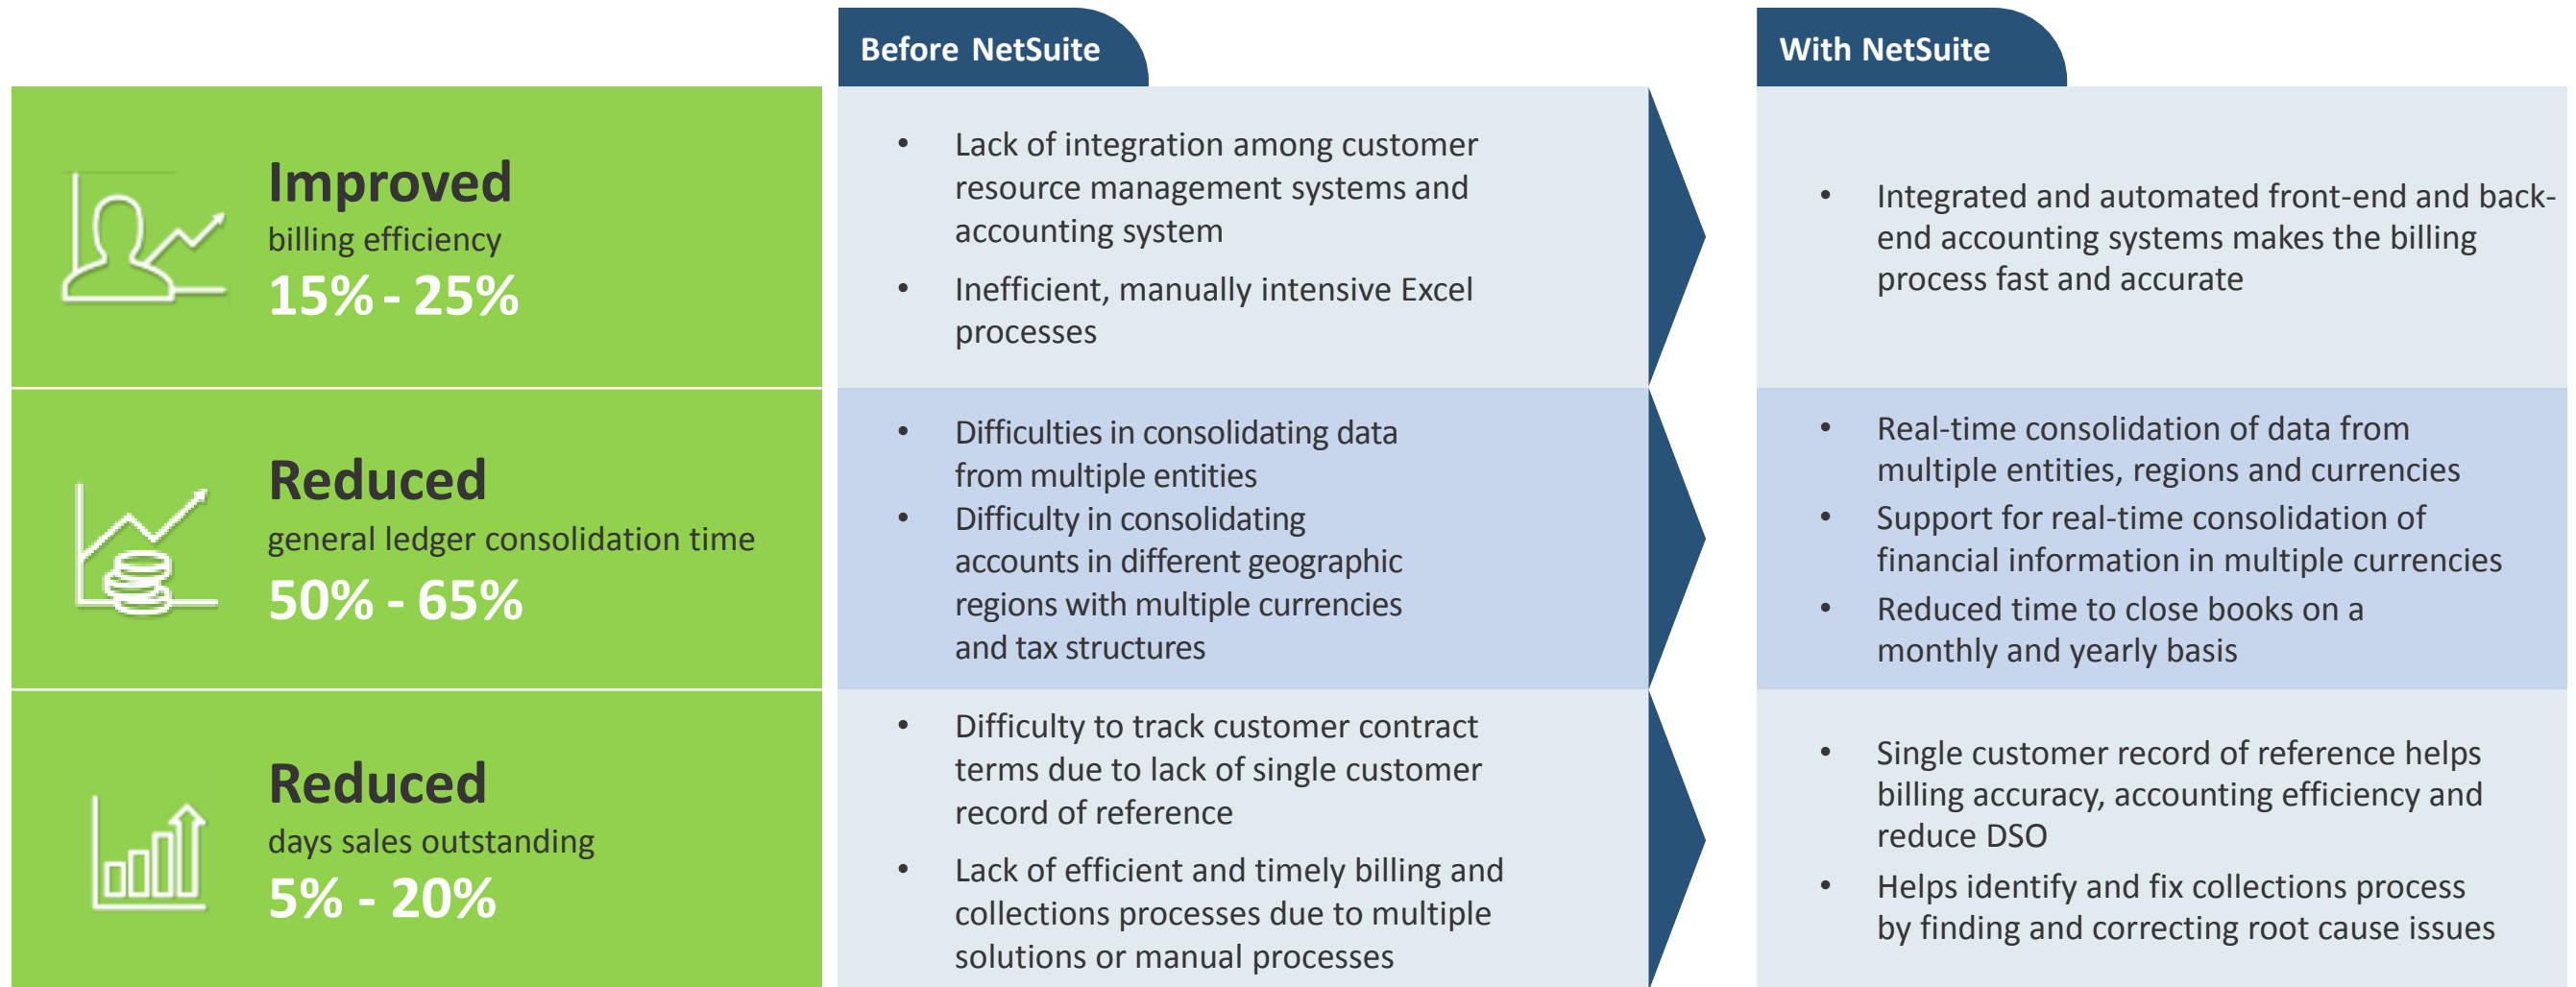 Before NetSuite
With NetSuite
Improved
billing efficiency
15% - 25%
• Lack of integration among customer
resource management systems and
accounting system
• Inefficient, manually intensive Excel
processes
• Integrated and automated front-end and back-
end accounting systems makes the billing
process fast and accurate
Reduced
general ledger consolidation time
50% - 65%
• Difficulties in consolidating data
from multiple entities
• Difficulty in consolidating
accounts in different geographic
regions with multiple currencies
and tax structures
• Real-time consolidation of data from
multiple entities, regions and currencies
• Support for real-time consolidation of
financial information in multiple currencies
• Reduced time to close books on a
monthly and yearly basis
Reduced
days sales outstanding
5% - 20%
• Difficulty to track customer contract
terms due to lack of single customer
record of reference
• Lack of efficient and timely billing and
collections processes due to multiple
solutions or manual processes
• Single customer record of reference helps
billing accuracy, accounting efficiency and
reduce DSO
• Helps identify and fix collections process
by finding and correcting root cause issues